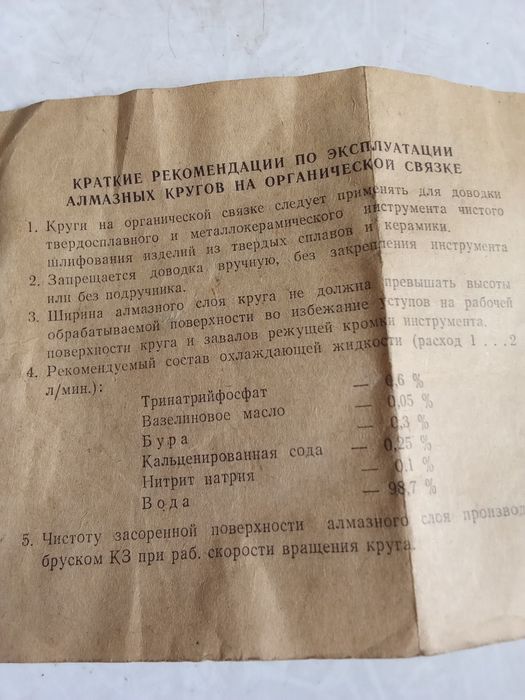 КРАТКИЕ РЕКОМЕНДАЦИИ ПО ЭКСПЛУАТАЦИИ
АЛМАЗНЫХ КРУГОВ НА ОРГАНИЧЕСКОЙ СВЯЗКЕ
1. Круги на органической связке следует применять для доводки
твердосплавного и металлокерамического инструмента чистого
шлифования изделий из твердых сплавов и керамики.
2. Запрещается доводка вручную, без закрепления инструмента
или без подручника.
3. Ширина алмазного слоя круга не должна превышать высоты
обрабатываемой поверхности во избежание уступов на рабочей
поверхности круга и завалов режущей кромки инструмента.
4. Рекомендуемый состав охлаждающей жидкости (расход 1...2
л/мин.):
Тринатрийфосфат — 0,6 %
Вазелиновое масло — 0,05 %
Бура — 0,3 %
Кальценированная сода — 0,25 %
Нитрит натрия — 0,1 %
Вода — 98,7 %
5. Чистоту засоренной поверхности алмазного слоя производ
бруском КЗ при раб. скорости вращения круга.